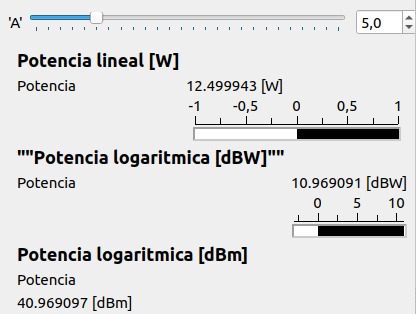 'A' 5,0
Potencia lineal [W]
Potencia 12.499943 [W]
-1 -0,5 0 0,5 1
""Potencia logaritmica [dBW]""
Potencia 10.969091 [dBW]
0 5 10
Potencia logaritmica [dBm]
Potencia
40.969097 [dBm]